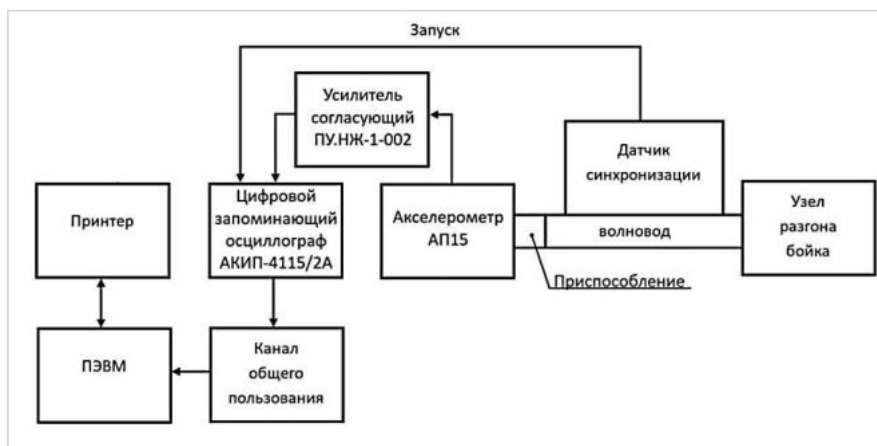 Запуск
Усилитель
согласующий
ПУ.НЖ-1-002
Датчик
синхронизации
Принтер
Цифровой
запоминающий
осциллограф
АКИП-4115/2А
Акселерометр
АП15
волновод
Узел
разгона
бойка
Приспособление
ПЭВМ
Канал
общего
пользования